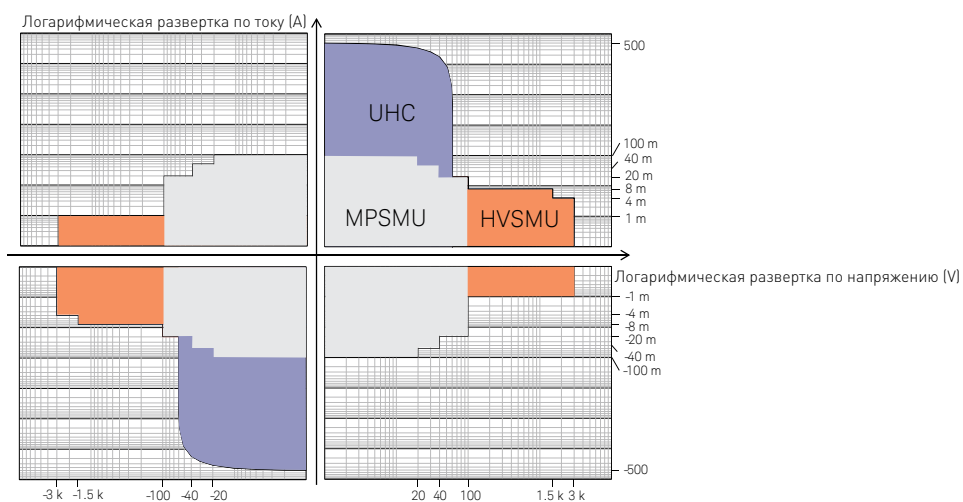 Логарифмическая развертка по току (A)
500
UHC
100 m
40 m
20 m
8 m
4 m
1 m
MPSMU
HVSMU
Логарифмическая развертка по напряжению (V)
-1 m
-4 m
-8 m
-20 m
-40 m
-100 m
-500
-3 k
-1.5 k
-100
-40
-20
20
40
100
1.5 k
3 k